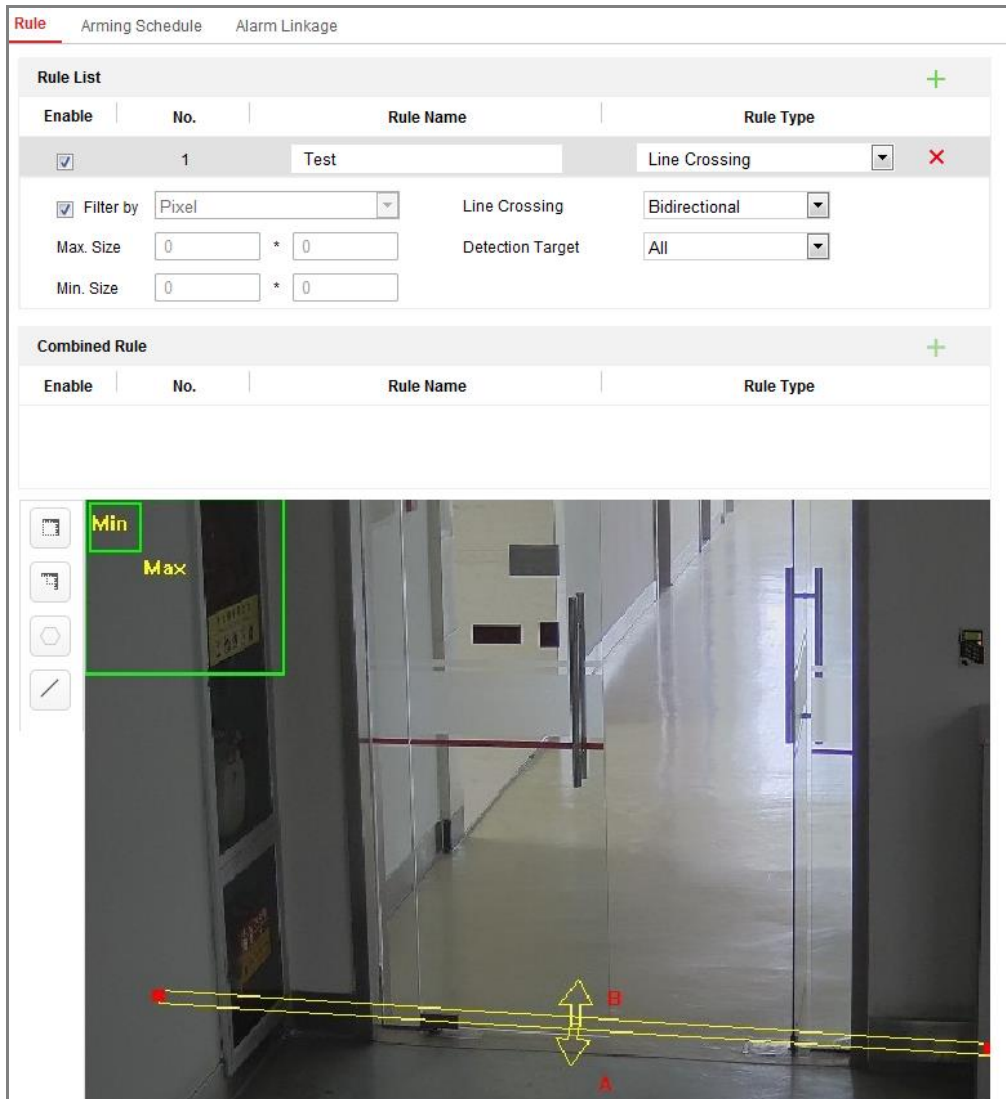 Rule Arming Schedule Alarm Linkage
Rule List
Enable No. Rule Name Rule Type
1 Test Line Crossing
Filter by Pixel Line Crossing Bidirectional
Max. Size 0 * 0 Detection Target All
Min. Size 0 * 0
Combined Rule
Enable No. Rule Name Rule Type
Min
Max
B
A